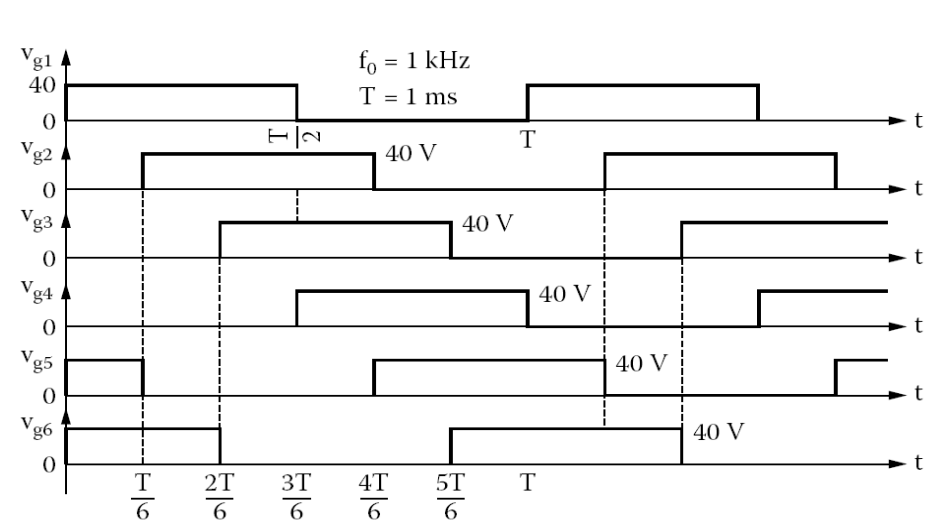 v_g1
f_0 = 1 kHz
40
T = 1 ms
0
t
T/2
T
v_g2
40 V
0
t
v_g3
40 V
0
t
v_g4
40 V
0
t
v_g5
40 V
0
t
v_g6
40 V
0
t
T/6 2T/6 3T/6 4T/6 5T/6 T